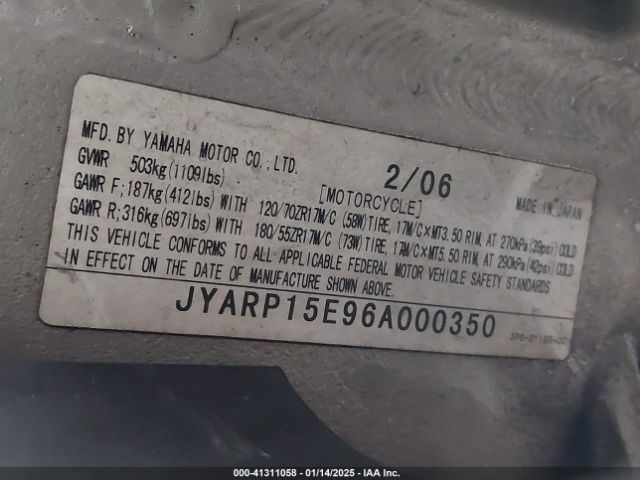 MFD. BY YAMAHA MOTOR CO., LTD. 2/06 MADE IN JAPAN
GVWR 503kg(1109lbs) [MOTORCYCLE]
GAWR F;187kg(412lbs) WITH 120/70ZR17M/C (58W)TIRE, 17M/C×MT3.50 RIM, AT 270kPa(39psi) COLD
GAWR R;316kg(697lbs) WITH 180/55ZR17M/C (73W)TIRE, 17M/C×MT5.50 RIM, AT 290kPa(42psi) COLD
THIS VEHICLE CONFORMS TO ALL APPLICABLE FEDERAL MOTOR VEHICLE SAFETY STANDARDS
IN EFFECT ON THE DATE OF MANUFACTURE SHOWN ABOVE.
JYARP15E96A000350
000-41311058 - 01/14/2025 - IAA Inc.